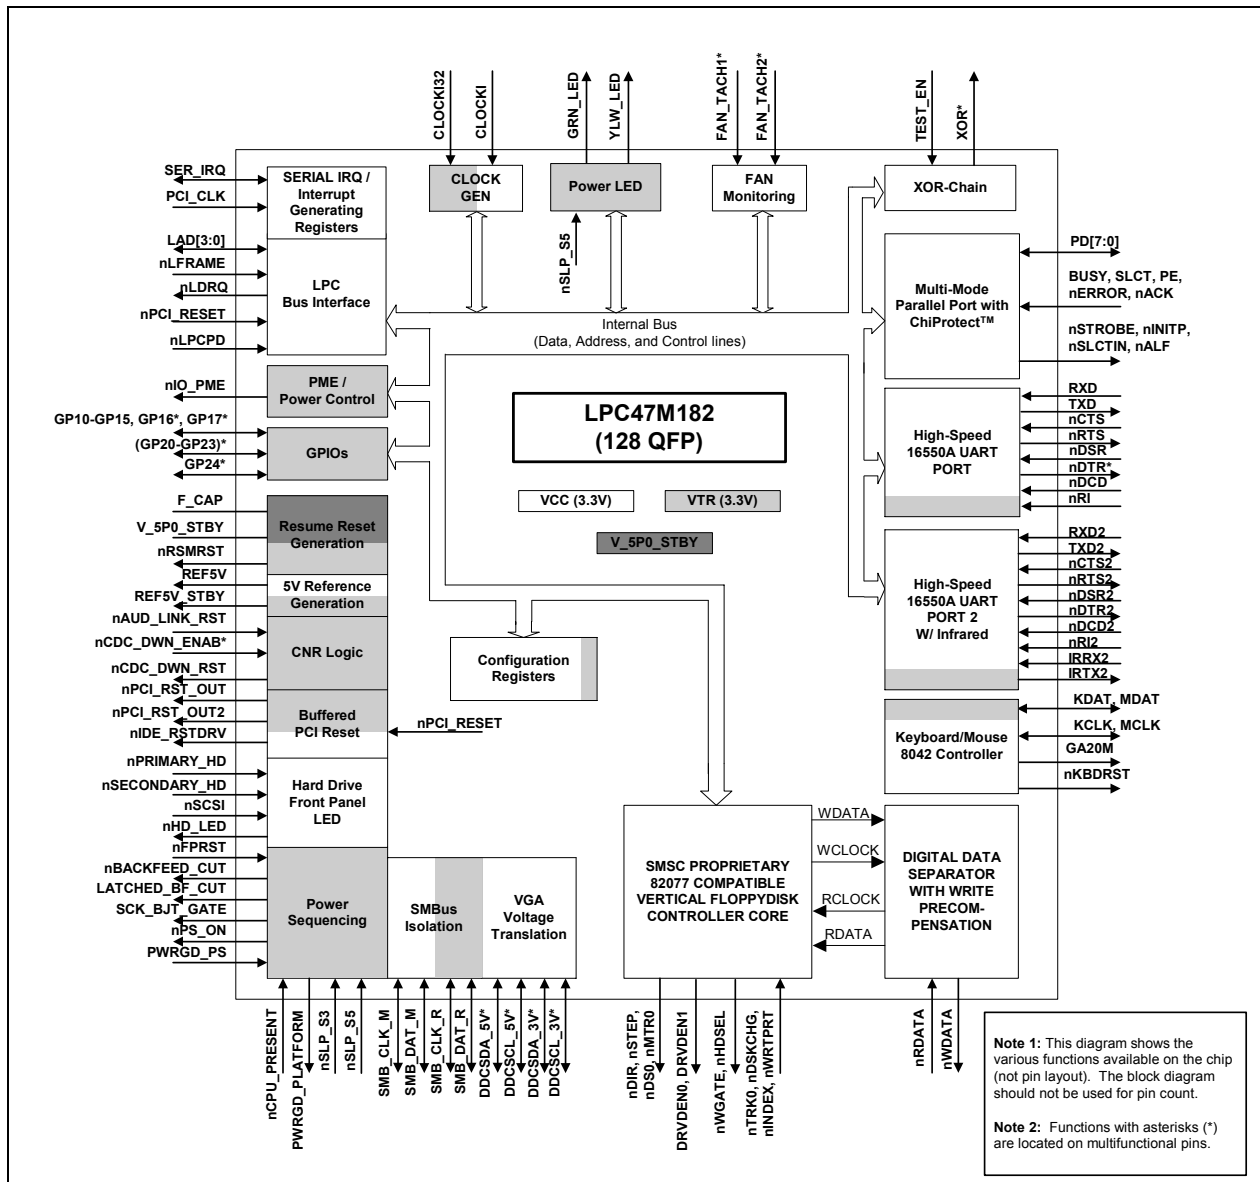 CLOCKI32
CLOCKI
GRN_LED
YLW_LED
FAN_TACH1*
FAN_TACH2*
TEST_EN
XOR*
SER_IRQ
PCI_CLK
LAD[3:0]
nLFRAME
nLDRQ
nPCI_RESET
nLPCPD
SERIAL IRQ /
Interrupt
Generating
Registers
LPC
Bus Interface
CLOCK
GEN
Power LED
nSLP_S5
FAN
Monitoring
XOR-Chain
Internal Bus
(Data, Address, and Control lines)
Multi-Mode
Parallel Port with
ChiProtect™
PD[7:0]
BUSY, SLCT, PE,
nERROR, nACK
nSTROBE, nINITP,
nSLCTIN, nALF
nIO_PME
PME /
Power Control
GP10-GP15, GP16*, GP17*
(GP20-GP23)*
GP24*
GPIOs
LPC47M182
(128 QFP)
VCC (3.3V)
VTR (3.3V)
V_5P0_STBY
High-Speed
16550A UART
PORT
RXD
TXD
nCTS
nRTS
nDSR
nDTR*
nDCD
nRI
F_CAP
V_5P0_STBY
nRSMRST
REF5V
REF5V_STBY
nAUD_LINK_RST
nCDC_DWN_ENAB*
nCDC_DWN_RST
nPCI_RST_OUT
nPCI_RST_OUT2
nIDE_RSTDRV
nPRIMARY_HD
nSECONDARY_HD
nSCSI
nHD_LED
nFPRST
nBACKFEED_CUT
LATCHED_BF_CUT
SCK_BJT_GATE
nPS_ON
PWRGD_PS
Resume Reset
Generation
5V Reference
Generation
CNR Logic
Buffered
PCI Reset
nPCI_RESET
Hard Drive
Front Panel
LED
Power
Sequencing
SMBus
Isolation
VGA
Voltage
Translation
Configuration
Registers
High-Speed
16550A UART
PORT 2
W/ Infrared
RXD2
TXD2
nCTS2
nRTS2
nDSR2
nDTR2
nDCD2
nRI2
IRRX2
IRTX2
Keyboard/Mouse
8042 Controller
KDAT, MDAT
KCLK, MCLK
GA20M
nKBDRST
SMSC PROPRIETARY
82077 COMPATIBLE
VERTICAL FLOPPYDISK
CONTROLLER CORE
WDATA
WCLOCK
RCLOCK
RDATA
DIGITAL DATA
SEPARATOR
WITH WRITE
PRECOM-
PENSATION
nCPU_PRESENT
PWRGD_PLATFORM
nSLP_S3
nSLP_S5
SMB_CLK_M
SMB_DAT_M
SMB_CLK_R
SMB_DAT_R
DDCSDA_5V*
DDCSCL_5V*
DDCSDA_3V*
DDCSCL_3V*
nDIR, nSTEP,
nDS0, nMTR0
DRVDEN0, DRVDEN1
nWGATE, nHDSEL
nTRK0, nDSKCHG,
nINDEX, nWRTPRT
nRDATA
nWDATA
Note 1: This diagram shows the
various functions available on the chip
(not pin layout). The block diagram
should not be used for pin count.
Note 2: Functions with asterisks (*)
are located on multifunctional pins.